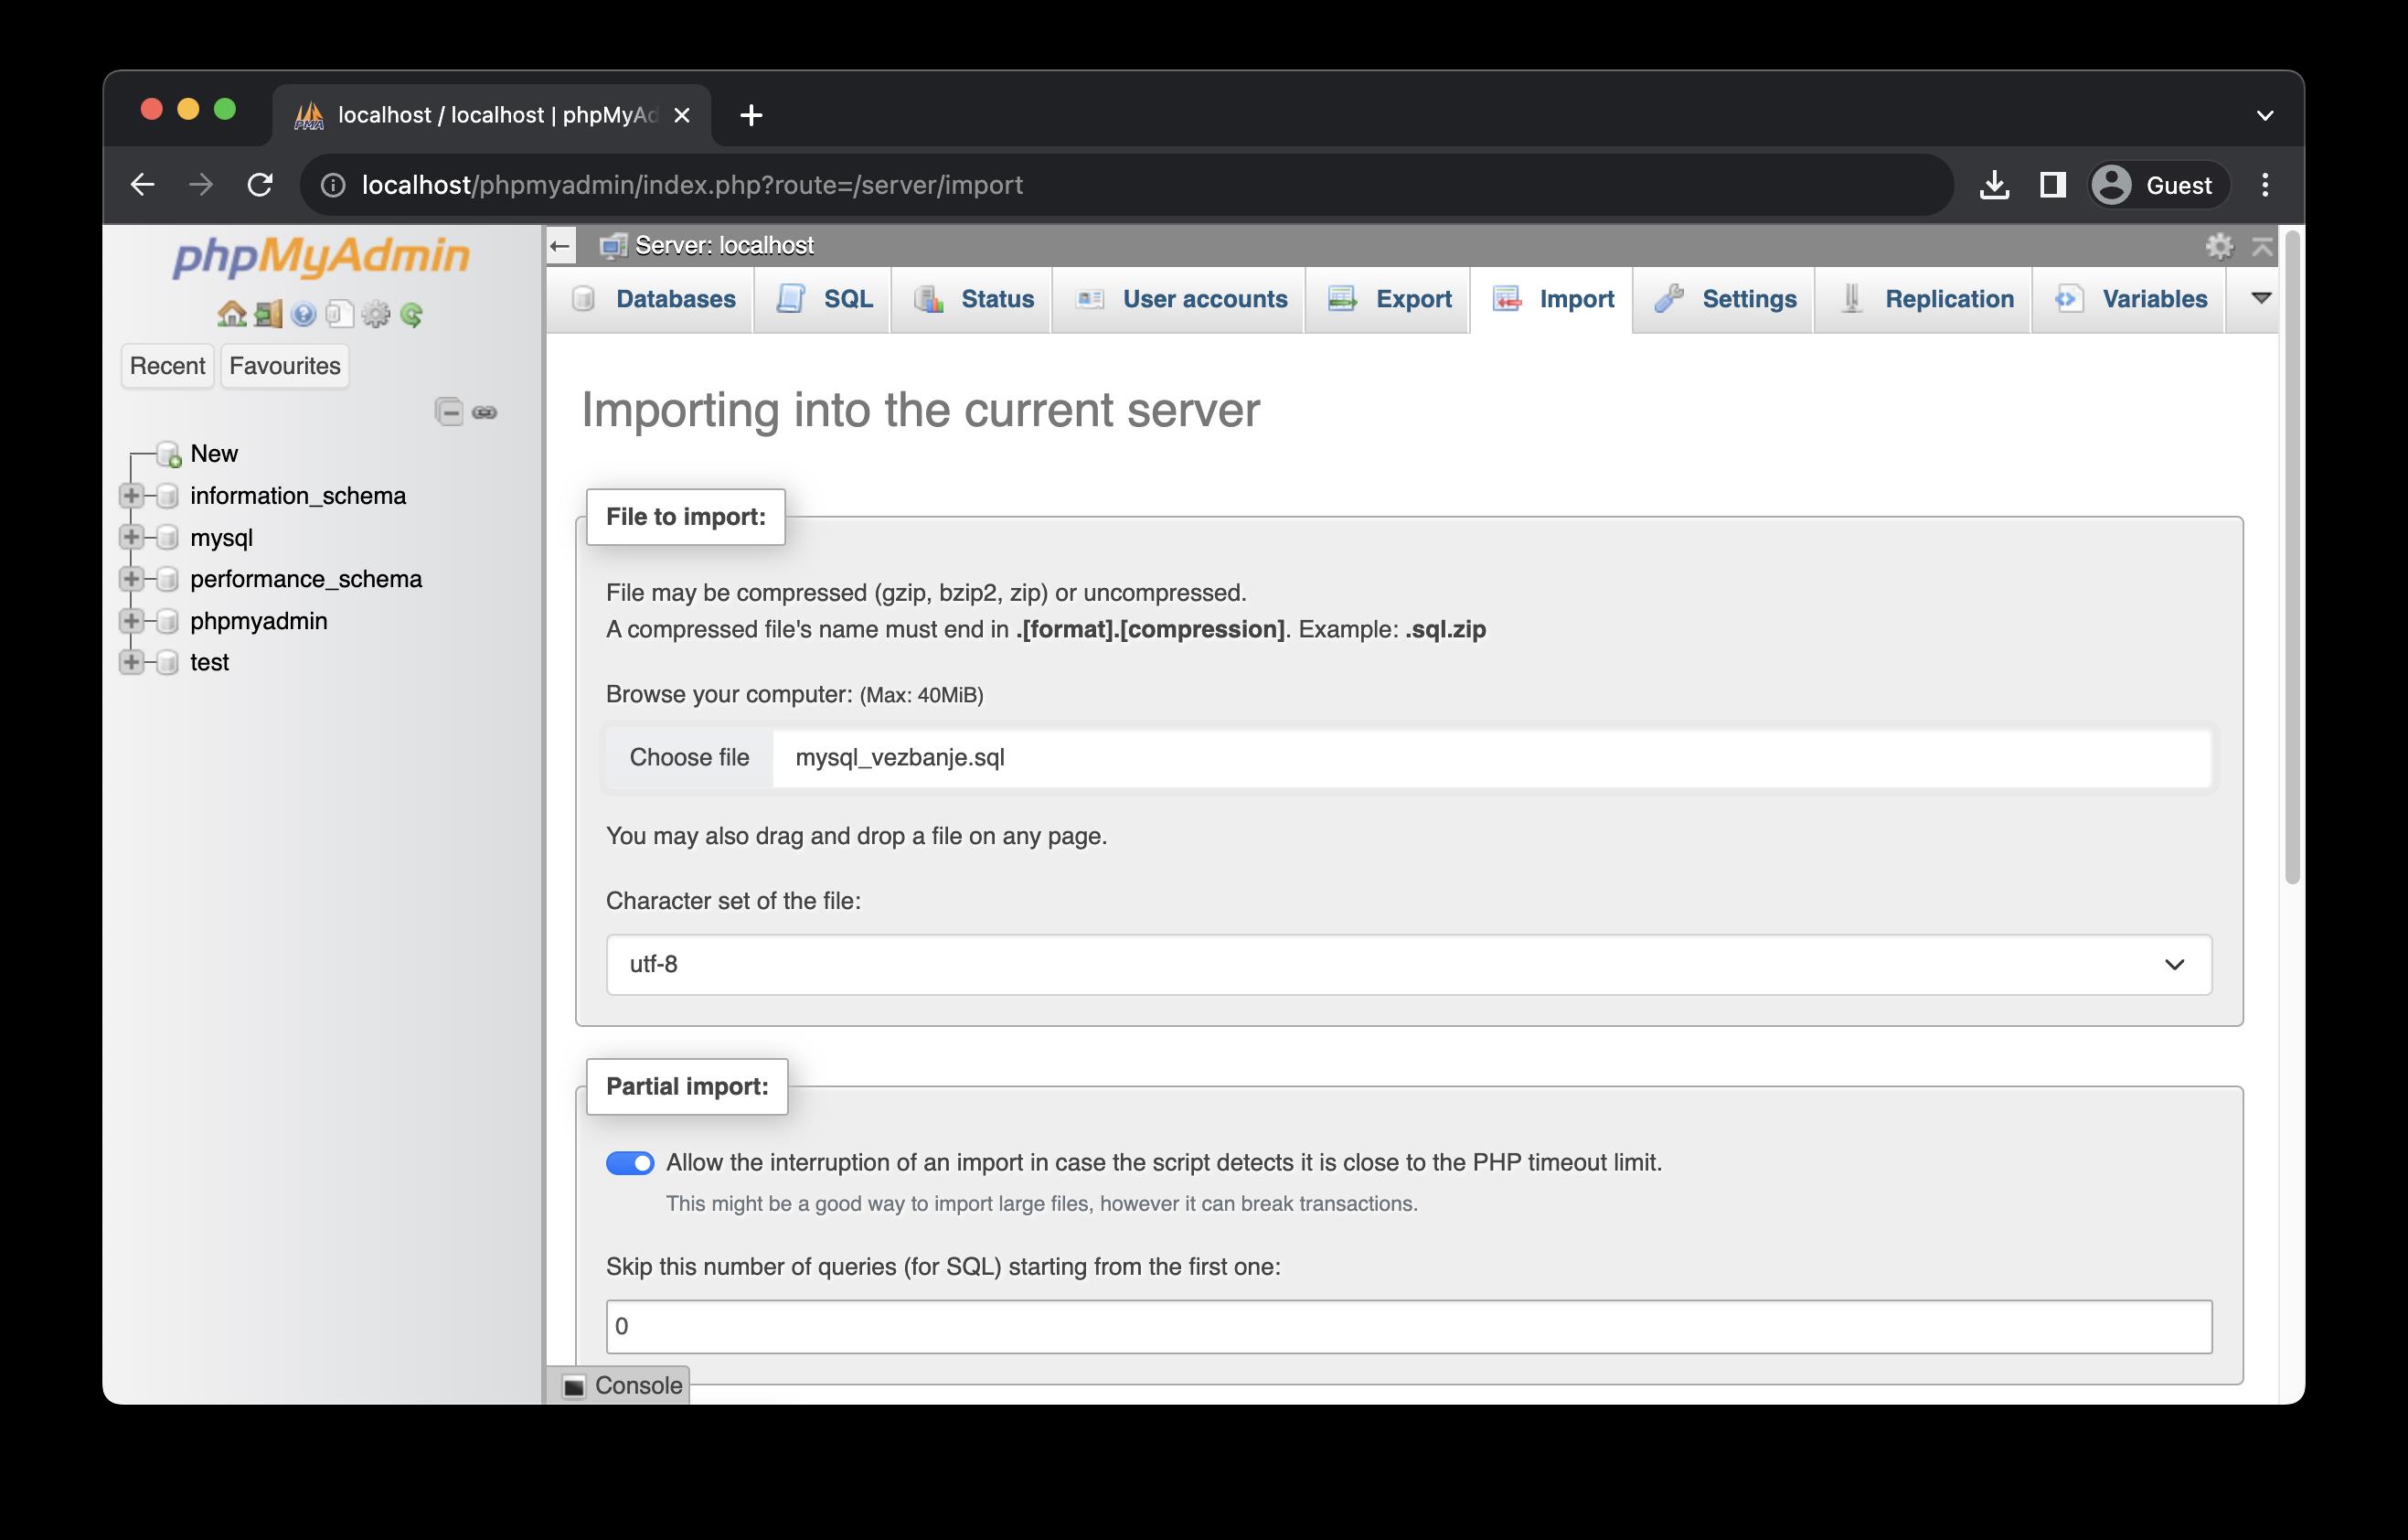 localhost / localhost | phpMyAd
localhost/phpmyadmin/index.php?route=/server/import
Guest
phpMyAdmin
Recent
Favourites
New
information_schema
mysql
performance_schema
phpmyadmin
test
Server: localhost
Databases
SQL
Status
User accounts
Export
Import
Settings
Replication
Variables
Importing into the current server
File to import:
File may be compressed (gzip, bzip2, zip) or uncompressed.
A compressed file's name must end in .[format].[compression]. Example: .sql.zip
Browse your computer: (Max: 40MiB)
Choose file
mysql_vezbanje.sql
You may also drag and drop a file on any page.
Character set of the file:
utf-8
Partial import:
Allow the interruption of an import in case the script detects it is close to the PHP timeout limit.
This might be a good way to import large files, however it can break transactions.
Skip this number of queries (for SQL) starting from the first one:
0
Console